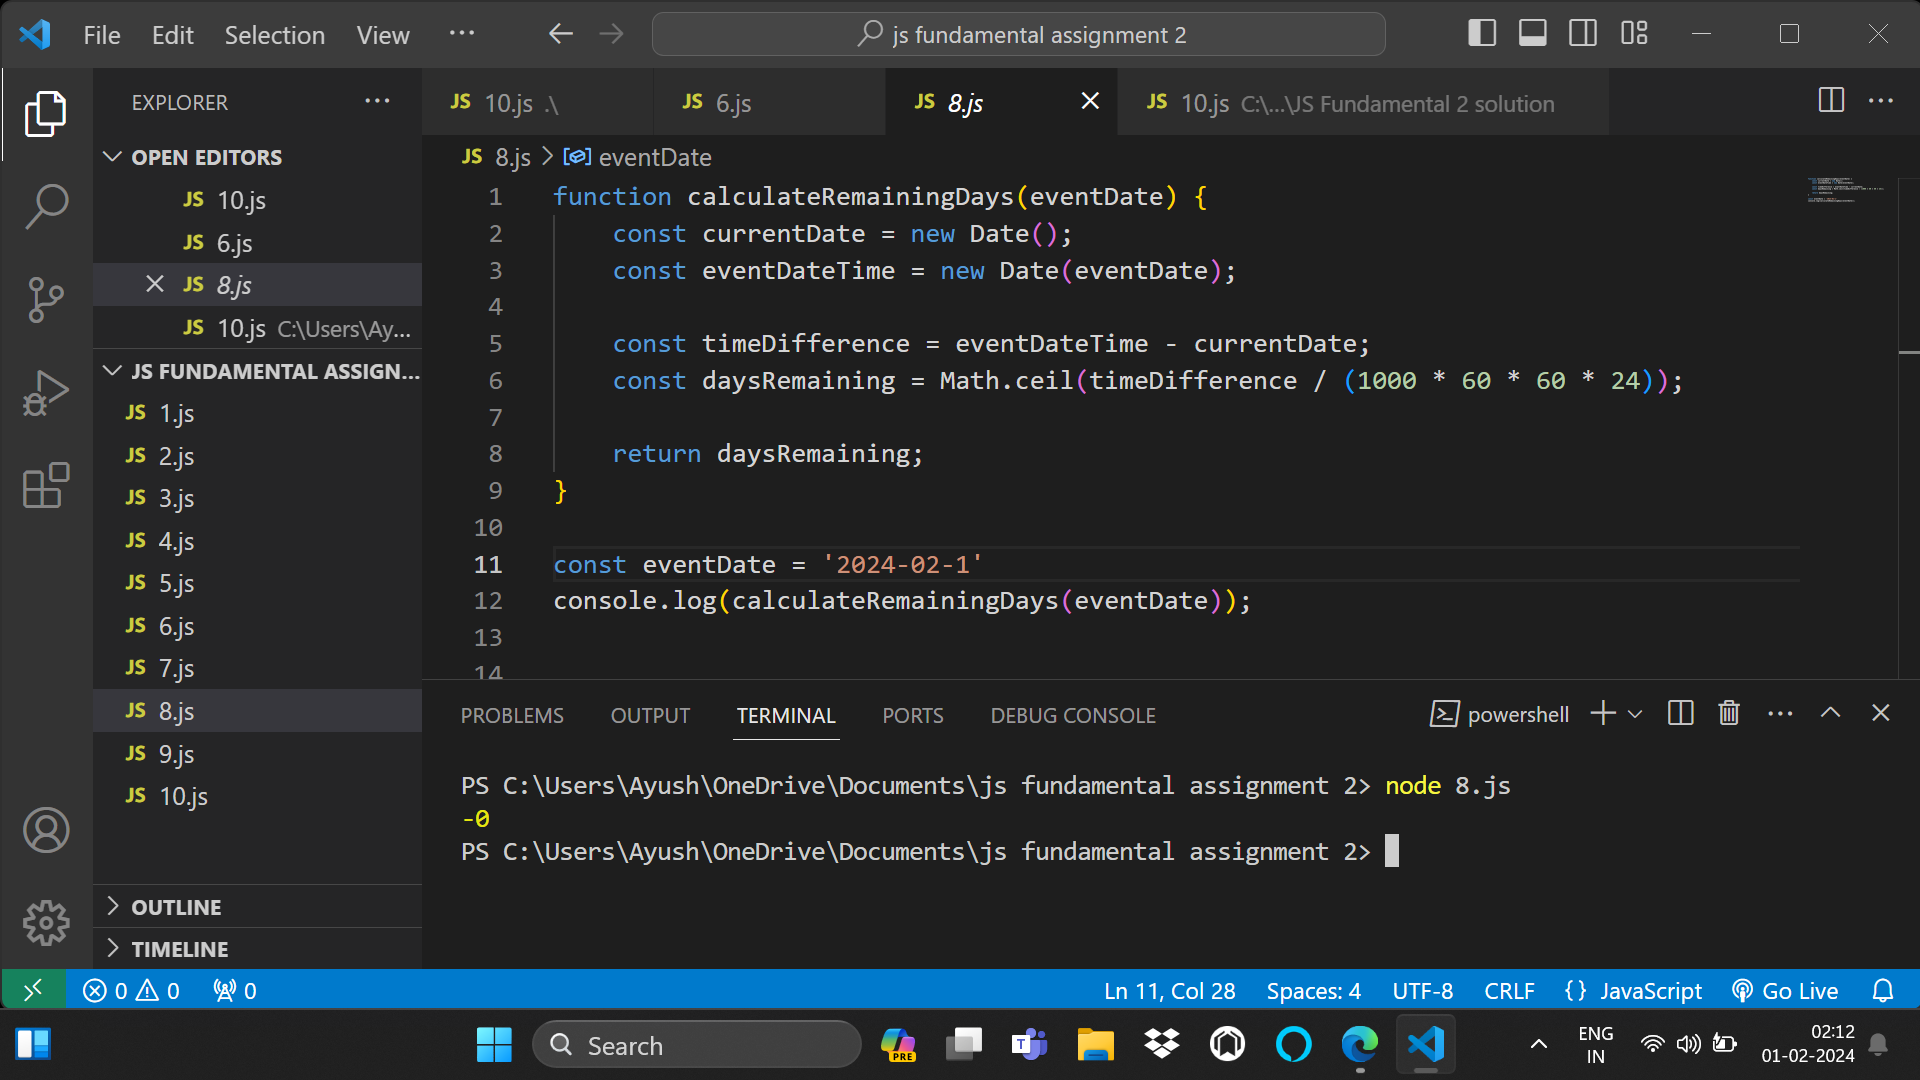 File Edit Selection View ··· js fundamental assignment 2
EXPLORER ···
OPEN EDITORS
JS 10.js
JS 6.js
JS 8.js
JS 10.js C:\Users\Ay...
JS FUNDAMENTAL ASSIGN...
JS 1.js
JS 2.js
JS 3.js
JS 4.js
JS 5.js
JS 6.js
JS 7.js
JS 8.js
JS 9.js
JS 10.js
OUTLINE
TIMELINE
JS 10.js .\ JS 6.js JS 8.js JS 10.js C:\...\JS Fundamental 2 solution
JS 8.js > eventDate
1 function calculateRemainingDays(eventDate) {
2 const currentDate = new Date();
3 const eventDateTime = new Date(eventDate);
4
5 const timeDifference = eventDateTime - currentDate;
6 const daysRemaining = Math.ceil(timeDifference / (1000 * 60 * 60 * 24));
7
8 return daysRemaining;
9 }
10
11 const eventDate = '2024-02-1'
12 console.log(calculateRemainingDays(eventDate));
13
14
PROBLEMS OUTPUT TERMINAL PORTS DEBUG CONSOLE powershell
PS C:\Users\Ayush\OneDrive\Documents\js fundamental assignment 2> node 8.js
-0
PS C:\Users\Ayush\OneDrive\Documents\js fundamental assignment 2>
0 0 0 Ln 11, Col 28 Spaces: 4 UTF-8 CRLF {} JavaScript Go Live
Search PRE T ENG 02:12
IN 01-02-2024